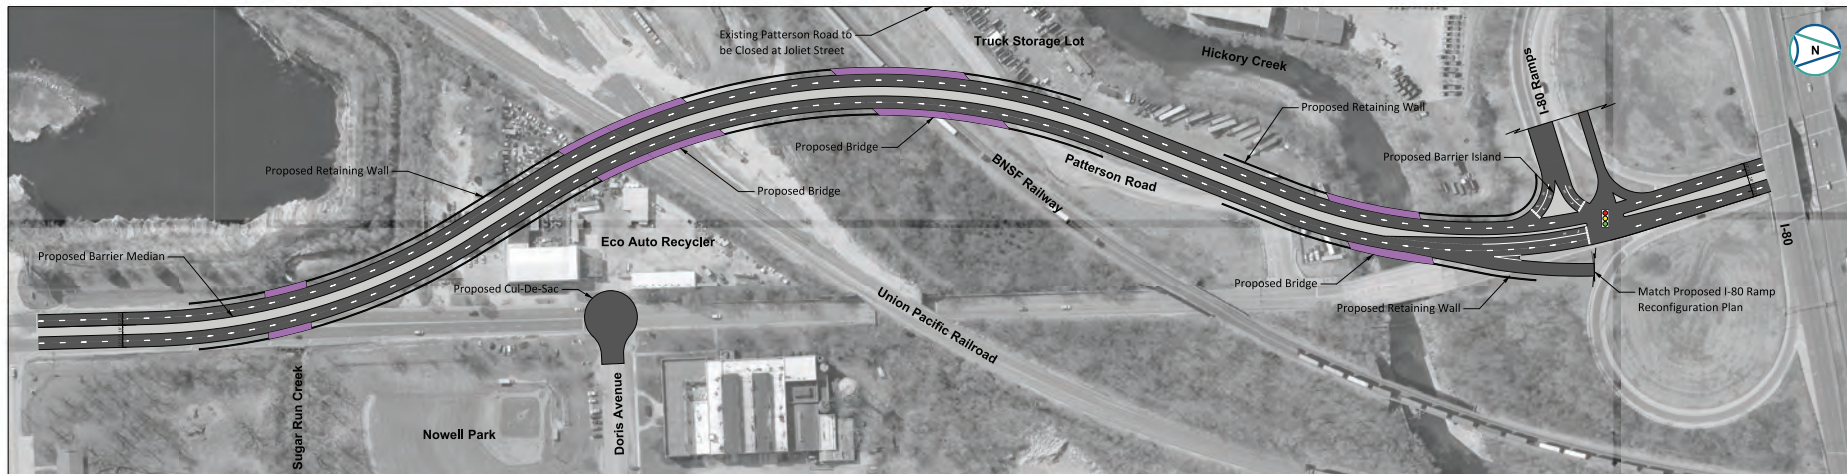 Existing Patterson Road to
be Closed at Joliet Street
Truck Storage Lot
Hickory Creek
I-80 Ramps
N
Proposed Retaining Wall
Proposed Bridge
Proposed Retaining Wall
Proposed Barrier Island
BNSF Railway
Patterson Road
Proposed Bridge
Eco Auto Recycler
I-80
Proposed Barrier Median
Proposed Cul-De-Sac
Union Pacific Railroad
Proposed Bridge
Proposed Retaining Wall
Match Proposed I-80 Ramp
Reconfiguration Plan
Sugar Run Creek
Nowell Park
Doris Avenue